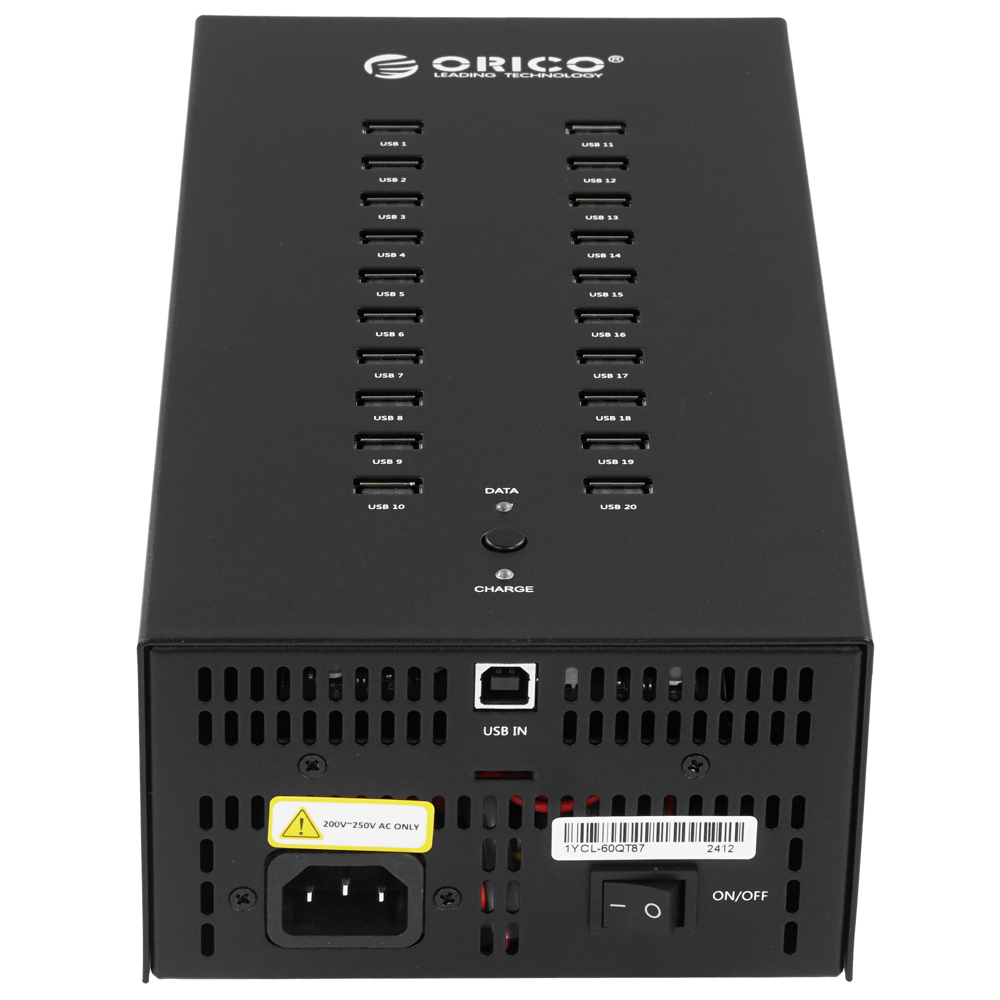 ORICO®
LEADING TECHNOLOGY
USB 1
USB 11
USB 2
USB 12
USB 3
USB 13
USB 4
USB 14
USB 5
USB 15
USB 6
USB 16
USB 7
USB 17
USB 8
USB 18
USB 9
USB 19
USB 10
USB 20
DATA
CHARGE
USB IN
200V~250V AC ONLY
1YCL-60QT87 2412
ON/OFF